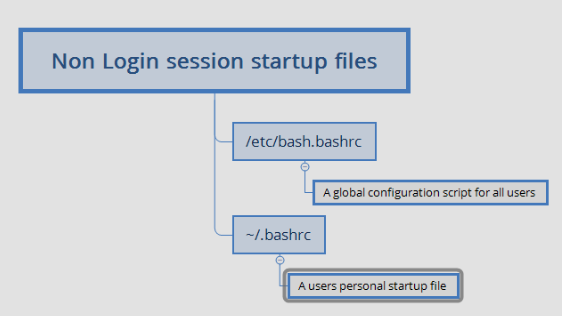 Non Login session startup files
/etc/bash.bashrc
A global configuration script for all users
~/.bashrc
A users personal startup file